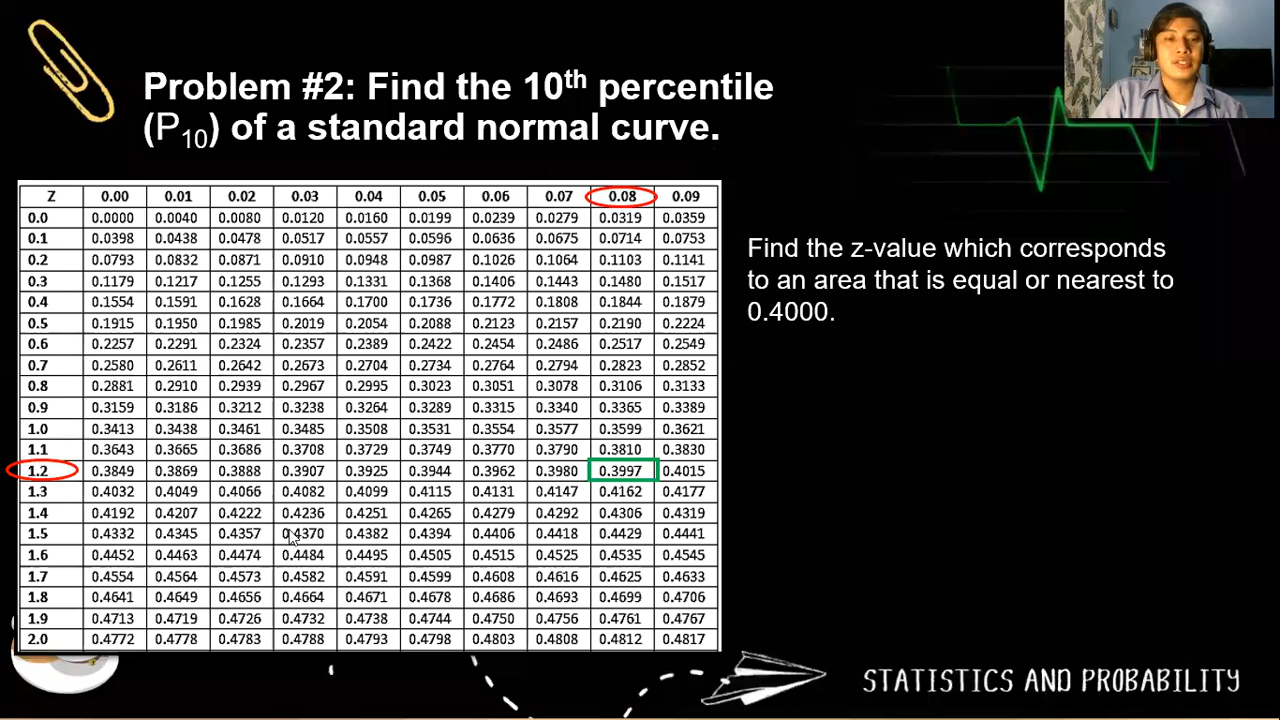 Problem #2: Find the 10th percentile
(P10) of a standard normal curve.
Z 0.00 0.01 0.02 0.03 0.04 0.05 0.06 0.07 0.08 0.09
0.0 0.0000 0.0040 0.0080 0.0120 0.0160 0.0199 0.0239 0.0279 0.0319 0.0359
0.1 0.0398 0.0438 0.0478 0.0517 0.0557 0.0596 0.0636 0.0675 0.0714 0.0753
0.2 0.0793 0.0832 0.0871 0.0910 0.0948 0.0987 0.1026 0.1064 0.1103 0.1141
0.3 0.1179 0.1217 0.1255 0.1293 0.1331 0.1368 0.1406 0.1443 0.1480 0.1517
0.4 0.1554 0.1591 0.1628 0.1664 0.1700 0.1736 0.1772 0.1808 0.1844 0.1879
0.5 0.1915 0.1950 0.1985 0.2019 0.2054 0.2088 0.2123 0.2157 0.2190 0.2224
0.6 0.2257 0.2291 0.2324 0.2357 0.2389 0.2422 0.2454 0.2486 0.2517 0.2549
0.7 0.2580 0.2611 0.2642 0.2673 0.2704 0.2734 0.2764 0.2794 0.2823 0.2852
0.8 0.2881 0.2910 0.2939 0.2967 0.2995 0.3023 0.3051 0.3078 0.3106 0.3133
0.9 0.3159 0.3186 0.3212 0.3238 0.3264 0.3289 0.3315 0.3340 0.3365 0.3389
1.0 0.3413 0.3438 0.3461 0.3485 0.3508 0.3531 0.3554 0.3577 0.3599 0.3621
1.1 0.3643 0.3665 0.3686 0.3708 0.3729 0.3749 0.3770 0.3790 0.3810 0.3830
1.2 0.3849 0.3869 0.3888 0.3907 0.3925 0.3944 0.3962 0.3980 0.3997 0.4015
1.3 0.4032 0.4049 0.4066 0.4082 0.4099 0.4115 0.4131 0.4147 0.4162 0.4177
1.4 0.4192 0.4207 0.4222 0.4236 0.4251 0.4265 0.4279 0.4292 0.4306 0.4319
1.5 0.4332 0.4345 0.4357 0.4370 0.4382 0.4394 0.4406 0.4418 0.4429 0.4441
1.6 0.4452 0.4463 0.4474 0.4484 0.4495 0.4505 0.4515 0.4525 0.4535 0.4545
1.7 0.4554 0.4564 0.4573 0.4582 0.4591 0.4599 0.4608 0.4616 0.4625 0.4633
1.8 0.4641 0.4649 0.4656 0.4664 0.4671 0.4678 0.4686 0.4693 0.4699 0.4706
1.9 0.4713 0.4719 0.4726 0.4732 0.4738 0.4744 0.4750 0.4756 0.4761 0.4767
2.0 0.4772 0.4778 0.4783 0.4788 0.4793 0.4798 0.4803 0.4808 0.4812 0.4817
Find the z-value which corresponds
to an area that is equal or nearest to
0.4000.
STATISTICS AND PROBABILITY